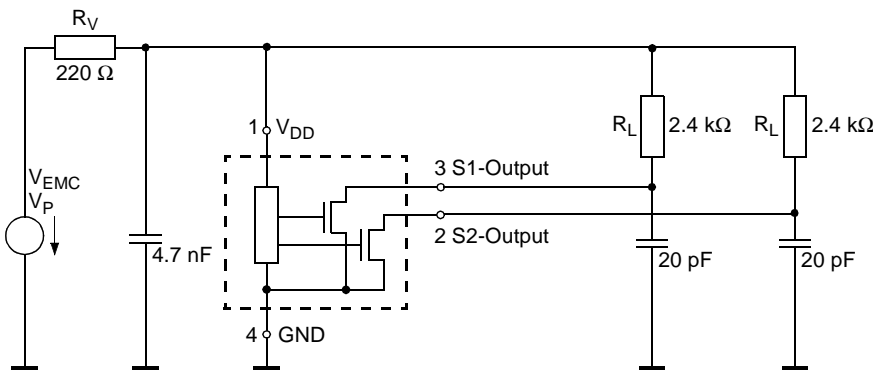 R_V
220 Ω
1 V_DD
R_L 2.4 kΩ
R_L 2.4 kΩ
3 S1-Output
V_EMC
V_P
2 S2-Output
4.7 nF
20 pF
20 pF
4 GND